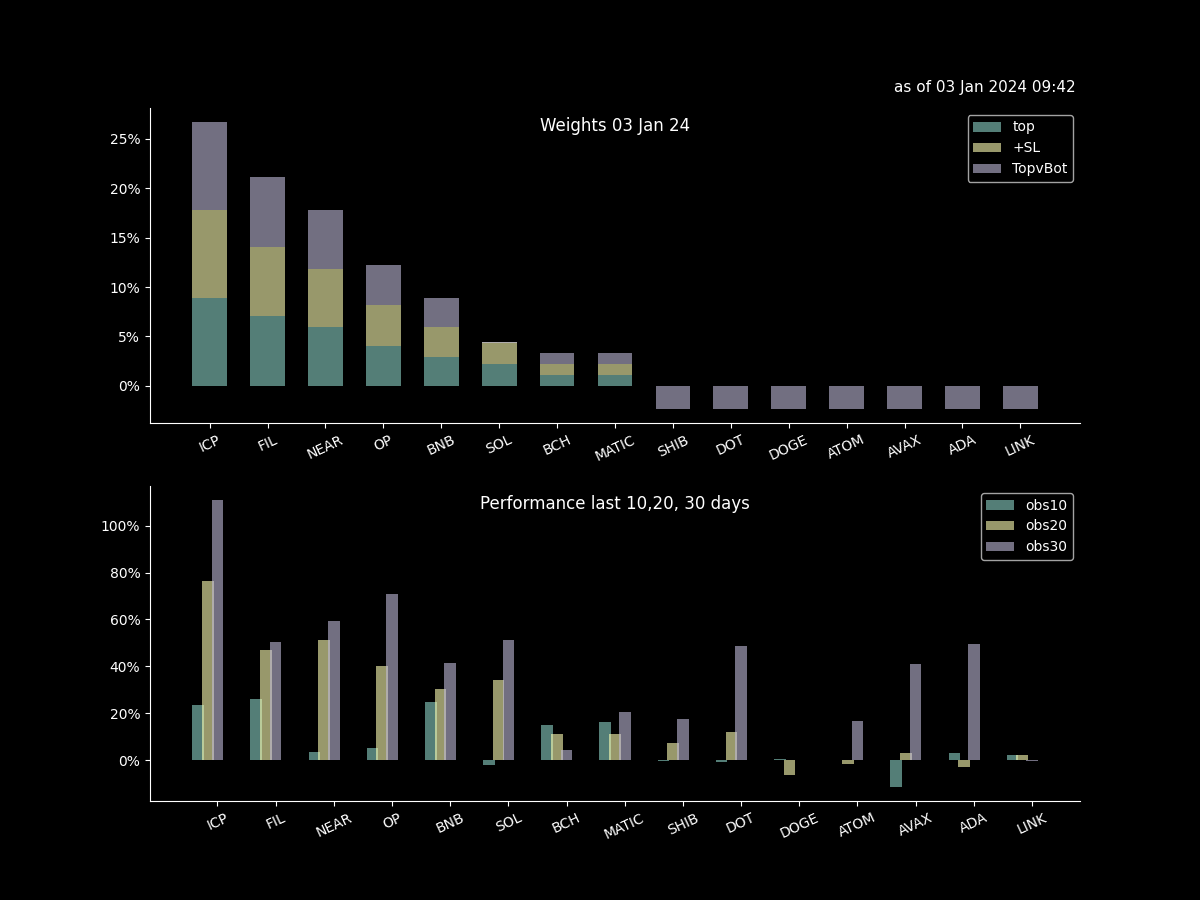 as of 03 Jan 2024 09:42
Weights 03 Jan 24
top
+SL
TopvBot
25%
20%
15%
10%
5%
0%
ICP FIL NEAR OP BNB SOL BCH MATIC SHIB DOT DOGE ATOM AVAX ADA LINK
Performance last 10,20, 30 days
obs10
obs20
obs30
100%
80%
60%
40%
20%
0%
ICP FIL NEAR OP BNB SOL BCH MATIC SHIB DOT DOGE ATOM AVAX ADA LINK